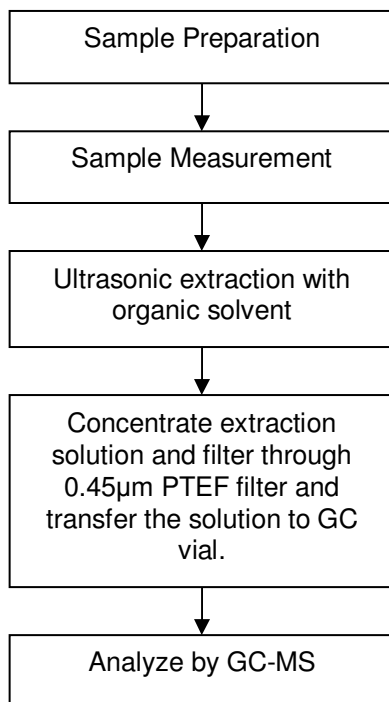 Sample Preparation
Sample Measurement
Ultrasonic extraction with
organic solvent
Concentrate extraction
solution and filter through
0.45µm PTEF filter and
transfer the solution to GC
vial.
Analyze by GC-MS